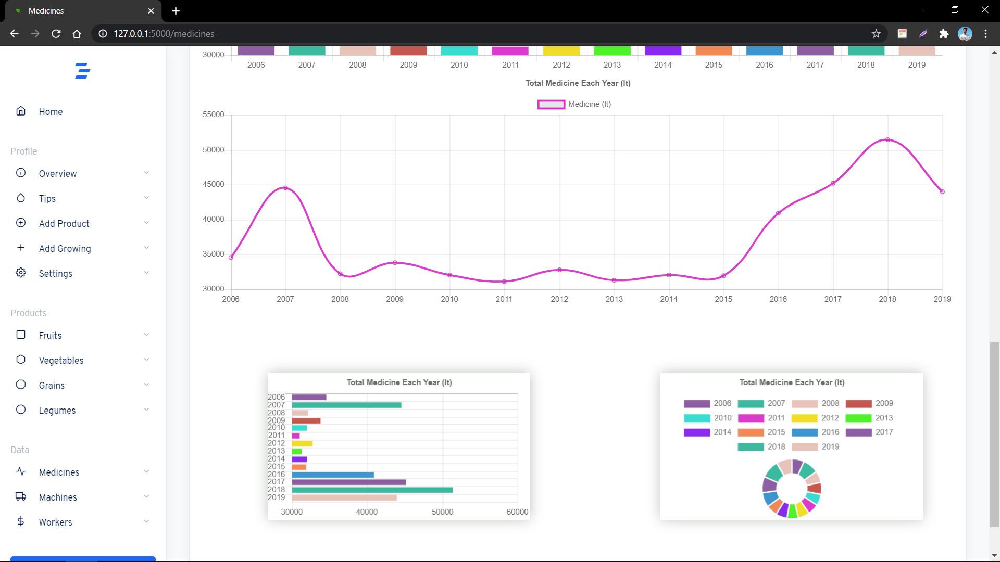 Medicines
127.0.0.1:5000/medicines
Home
Profile
Overview
Tips
Add Product
Add Growing
Settings
Products
Fruits
Vegetables
Grains
Legumes
Data
Medicines
Machines
Workers
30000
2006 2007 2008 2009 2010 2011 2012 2013 2014 2015 2016 2017 2018 2019
Total Medicine Each Year (lt)
Medicine (lt)
55000
50000
45000
40000
35000
30000
2006 2007 2008 2009 2010 2011 2012 2013 2014 2015 2016 2017 2018 2019
Total Medicine Each Year (lt)
2006
2007
2008
2009
2010
2011
2012
2013
2014
2015
2016
2017
2018
2019
30000 40000 50000 60000
Total Medicine Each Year (lt)
2006 2007 2008 2009
2010 2011 2012 2013
2014 2015 2016 2017
2018 2019